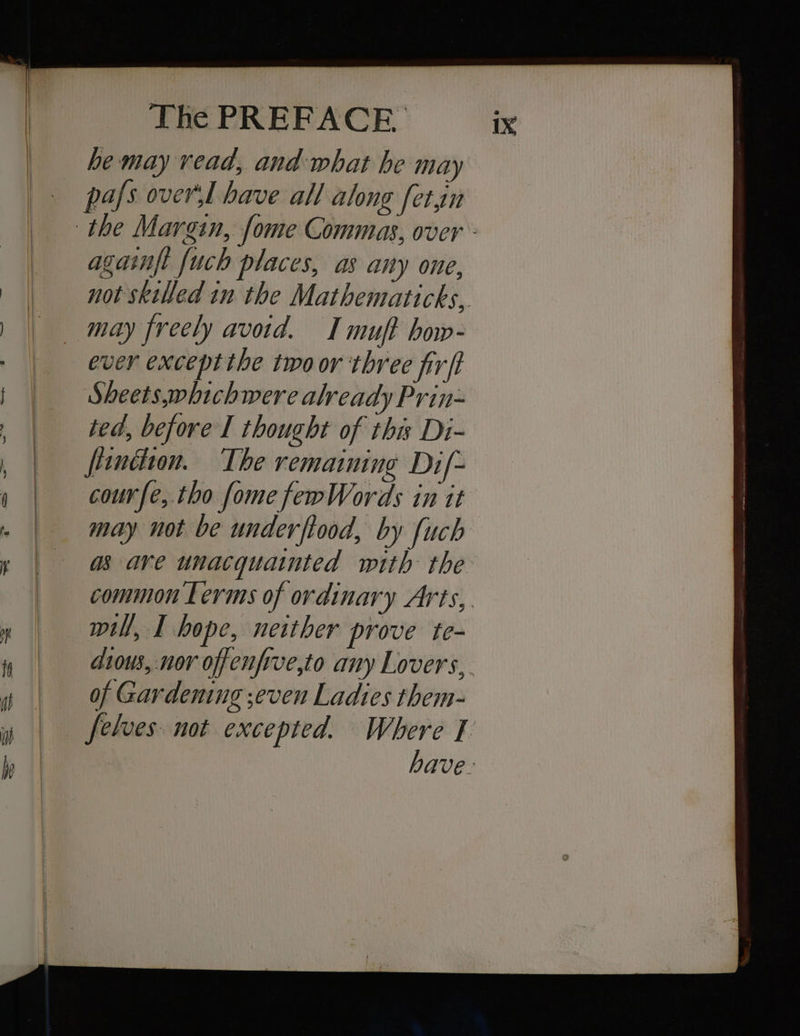 The PREFACE. ix
he may read, and what he may
paſs over, I have all along ſet in
the Margin, ſome Commas, over
againſt ſuch places, as any one,
not skilled in the Mathematicks,
may freely avoid. I muſt how-
ever except the two or three firſt
Sheets, which were already Prin-
ted, before I thought of this Di-
ſtinction. The remaining Diſ-
courſe, tho ſome few Words in it
may not be underſtood, by ſuch
as are unacquainted with the
common Terms of ordinary Arts,
will, I hope, neither prove te-
dious, nor offenſive, to any Lovers,
of Gardening; even Ladies them-
ſelves not excepted. Where I
have